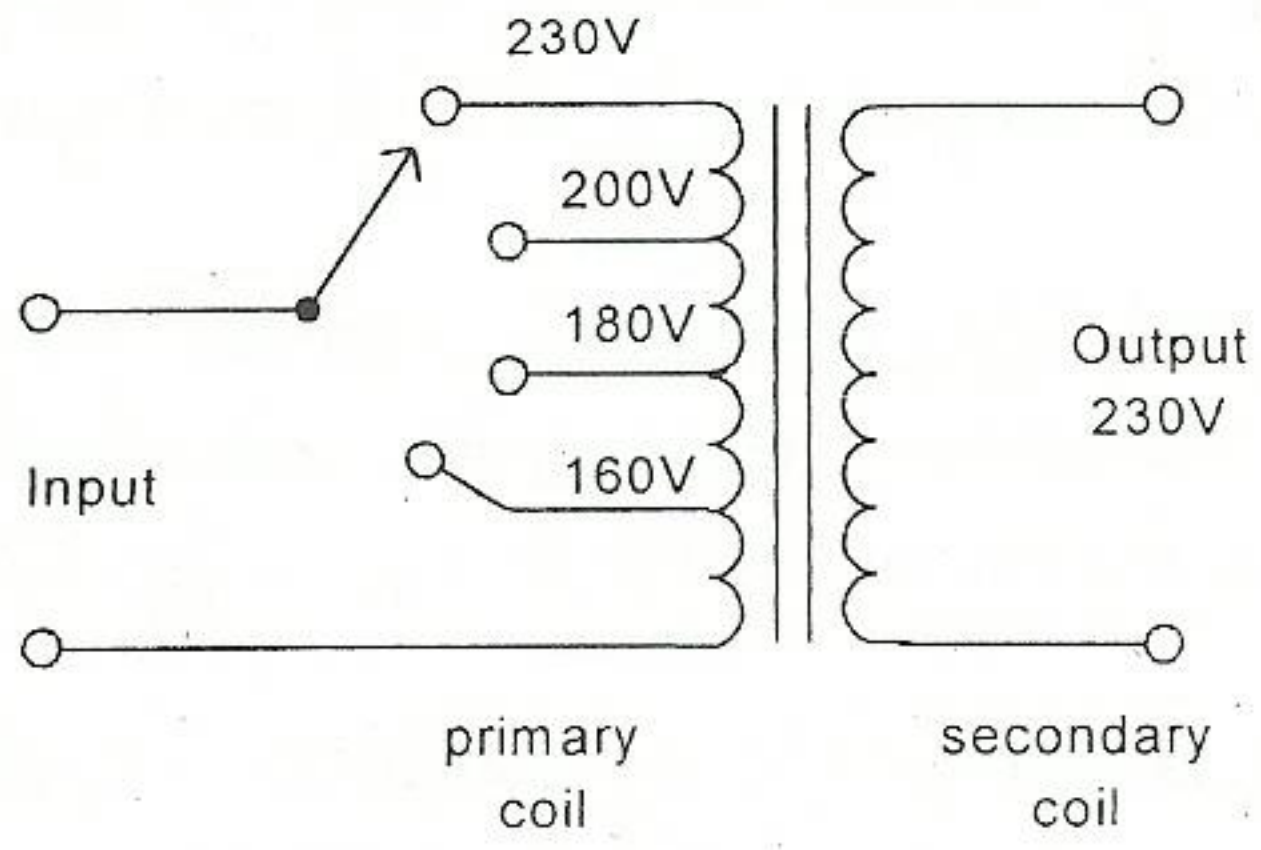 230V
200V
180V
160V
Input
Output
230V
primary
coil
secondary
coil